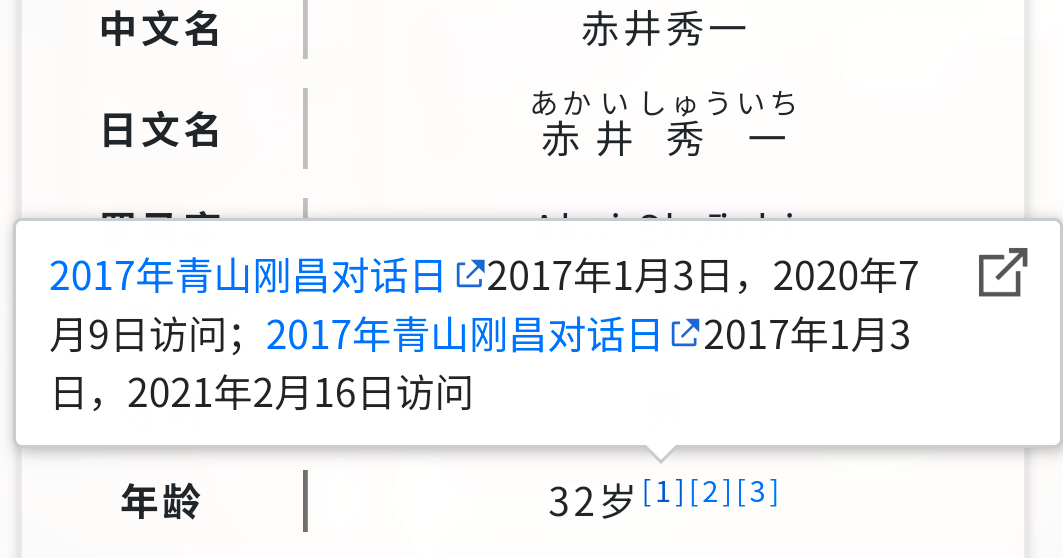 中文名 赤井秀一
あかいしゅういち
日文名 赤井秀一
2017年青山刚昌对话日2017年1月3日，2020年7
月9日访问；2017年青山刚昌对话日2017年1月3
日，2021年2月16日访问
年龄 32岁[1][2][3]